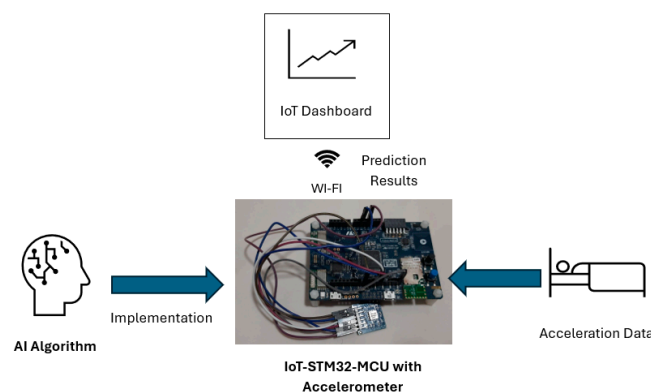 IoT Dashboard
Prediction
Results
WI-FI
Implementation
AI Algorithm
Acceleration Data
IoT-STM32-MCU with
Accelerometer